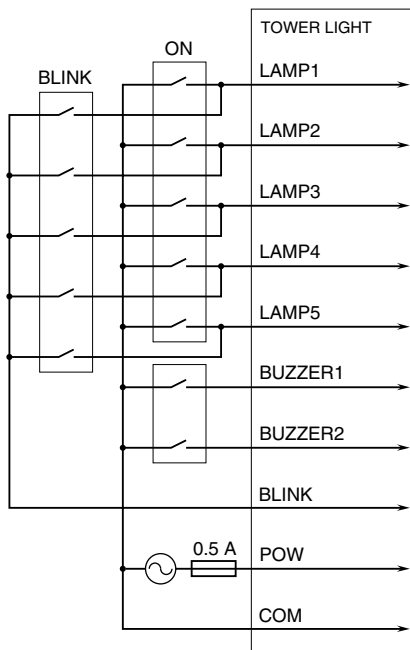 TOWER LIGHT
ON
BLINK
LAMP1
LAMP2
LAMP3
LAMP4
LAMP5
BUZZER1
BUZZER2
BLINK
0.5 A
POW
COM